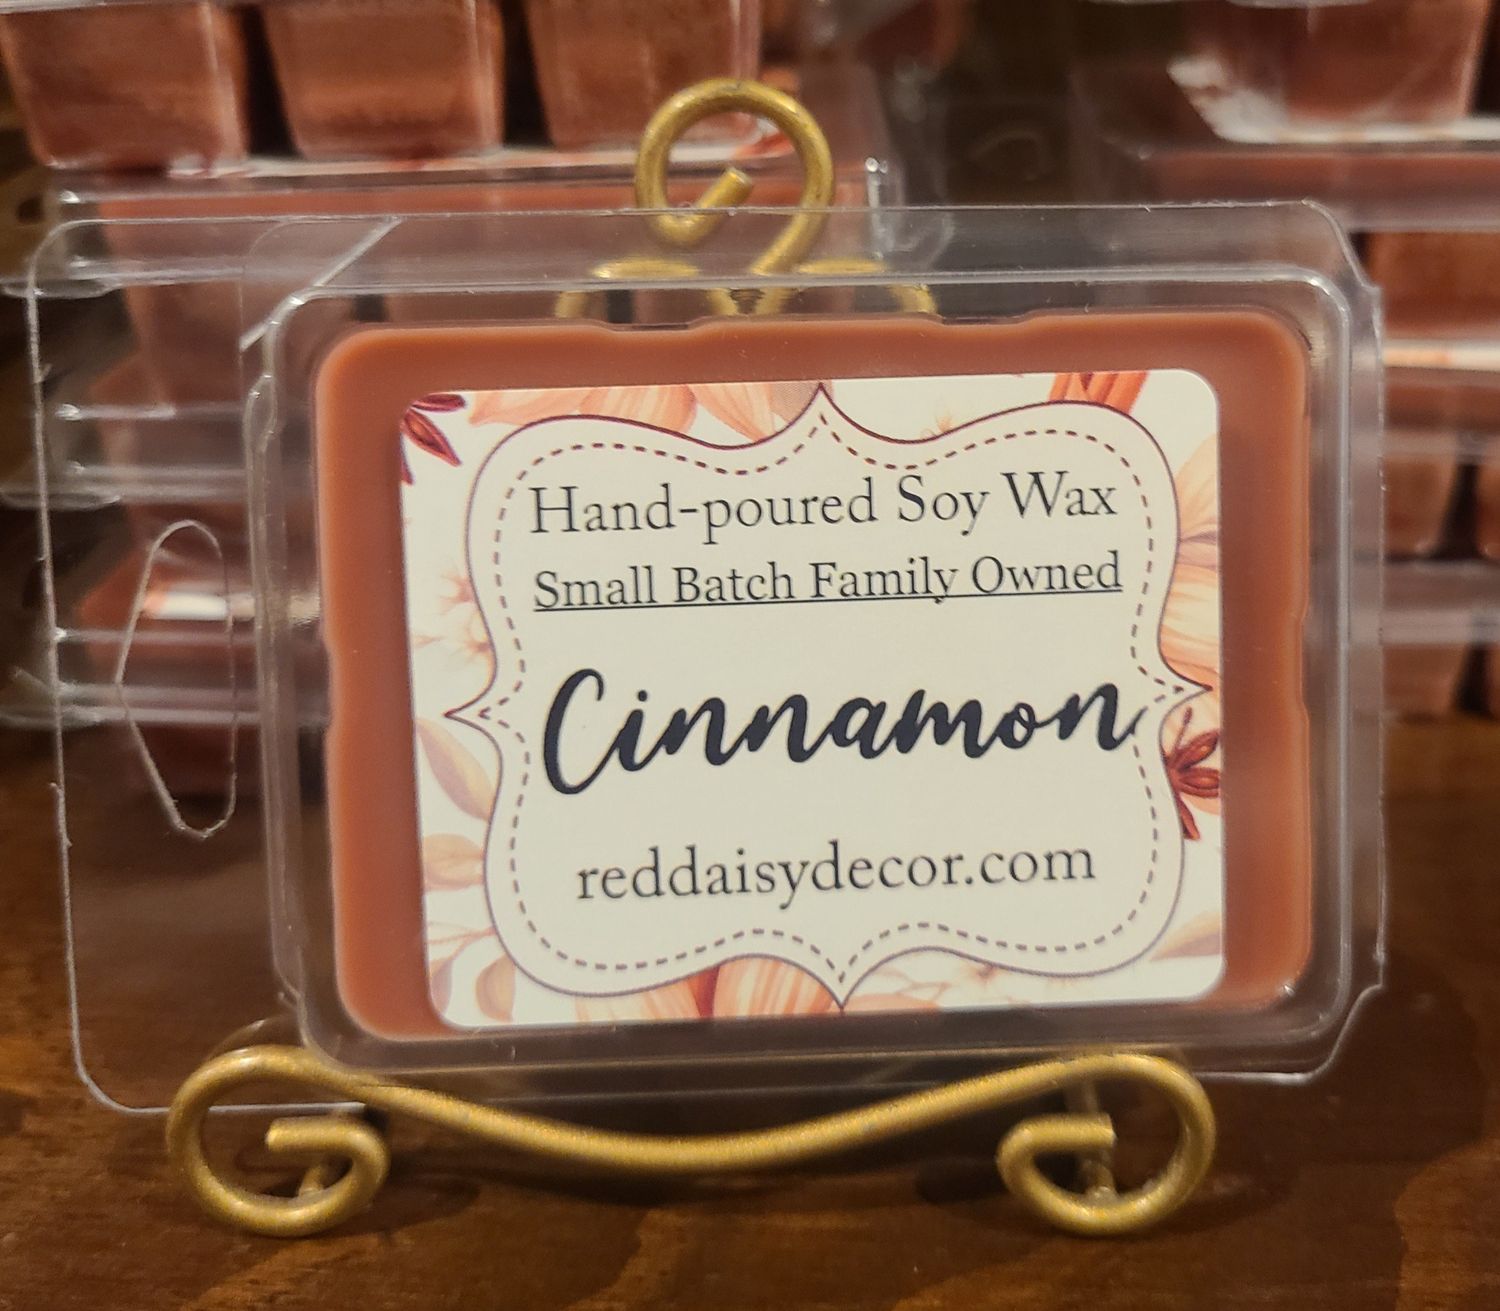 Hand-poured Soy Wax
Small Batch Family Owned
Cinnamon
reddaisydecor.com